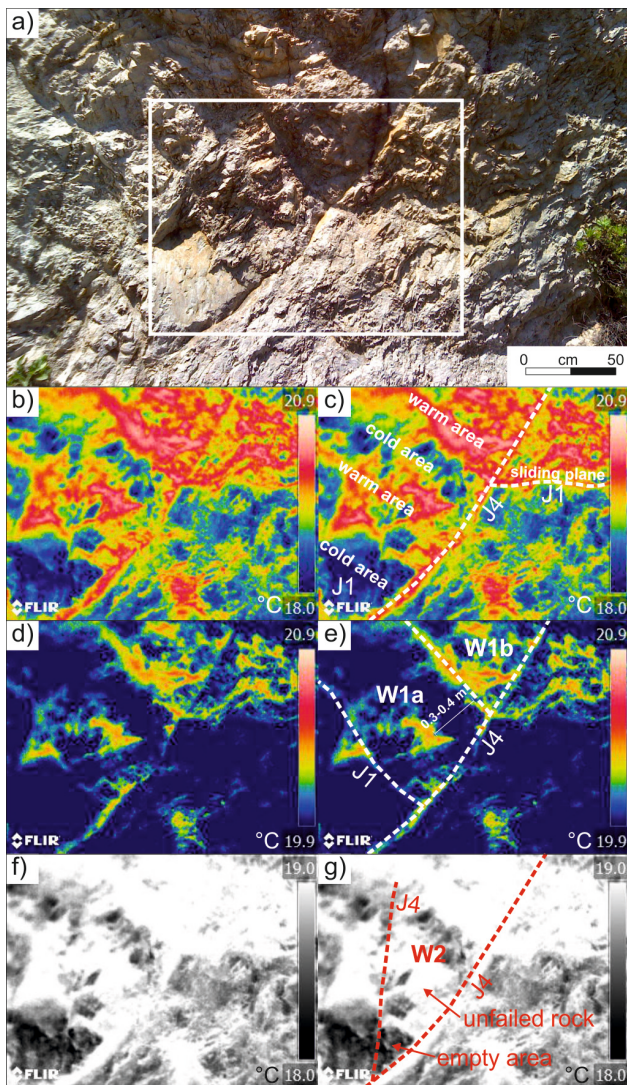 a)
0 cm 50
b)
20.9
FLIR
°C
18.0
c)
20.9
warm area
cold area
warm area
sliding plane
J1
J4
cold area
J1
FLIR
°C
18.0
d)
20.9
FLIR
°C
19.9
e)
20.9
W1b
W1a
0.3-0.4 m
J4
J1
FLIR
°C
19.9
f)
19.0
FLIR
°C
18.0
g)
19.0
J4
W2
J4
unfailed rock
empty area
FLIR
°C
18.0